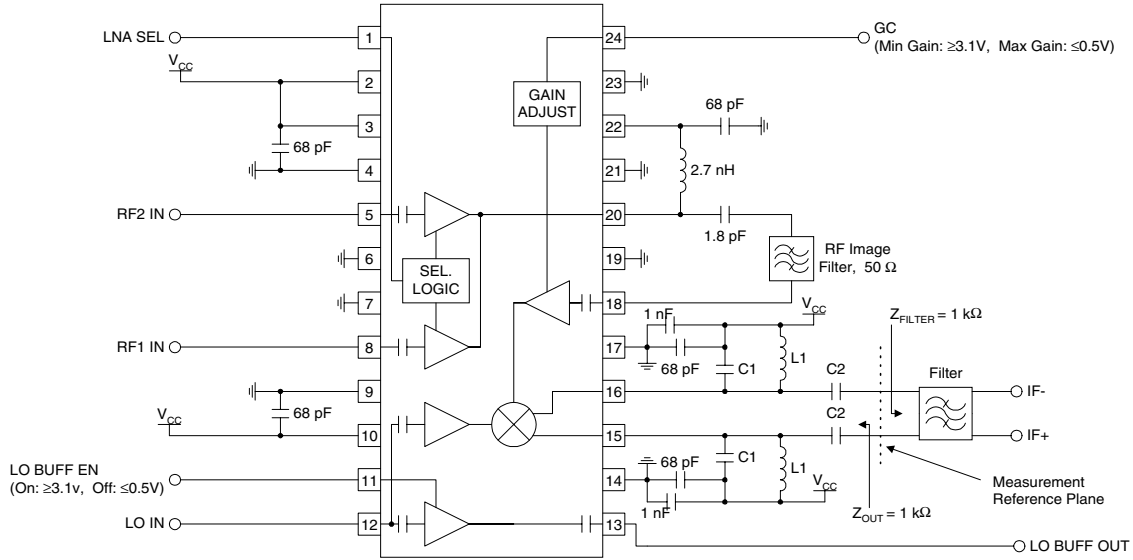 LNA SEL
1
24
GC
(Min Gain: ≥3.1V, Max Gain: ≤0.5V)
VCC
2
23
GAIN
ADJUST
68 pF
3
22
68 pF
4
21
2.7 nH
RF2 IN
5
20
1.8 pF
6
19
RF Image
Filter, 50 Ω
SEL.
LOGIC
7
18
1 nF
VCC
ZFILTER = 1 kΩ
RF1 IN
8
17
68 pF
C1
L1
C2
Filter
9
16
IF-
68 pF
VCC
C2
10
15
IF+
LO BUFF EN
(On: ≥3.1v, Off: ≤0.5V)
11
14
68 pF
C1
L1
VCC
1 nF
Measurement
Reference Plane
LO IN
12
13
ZOUT = 1 kΩ
LO BUFF OUT